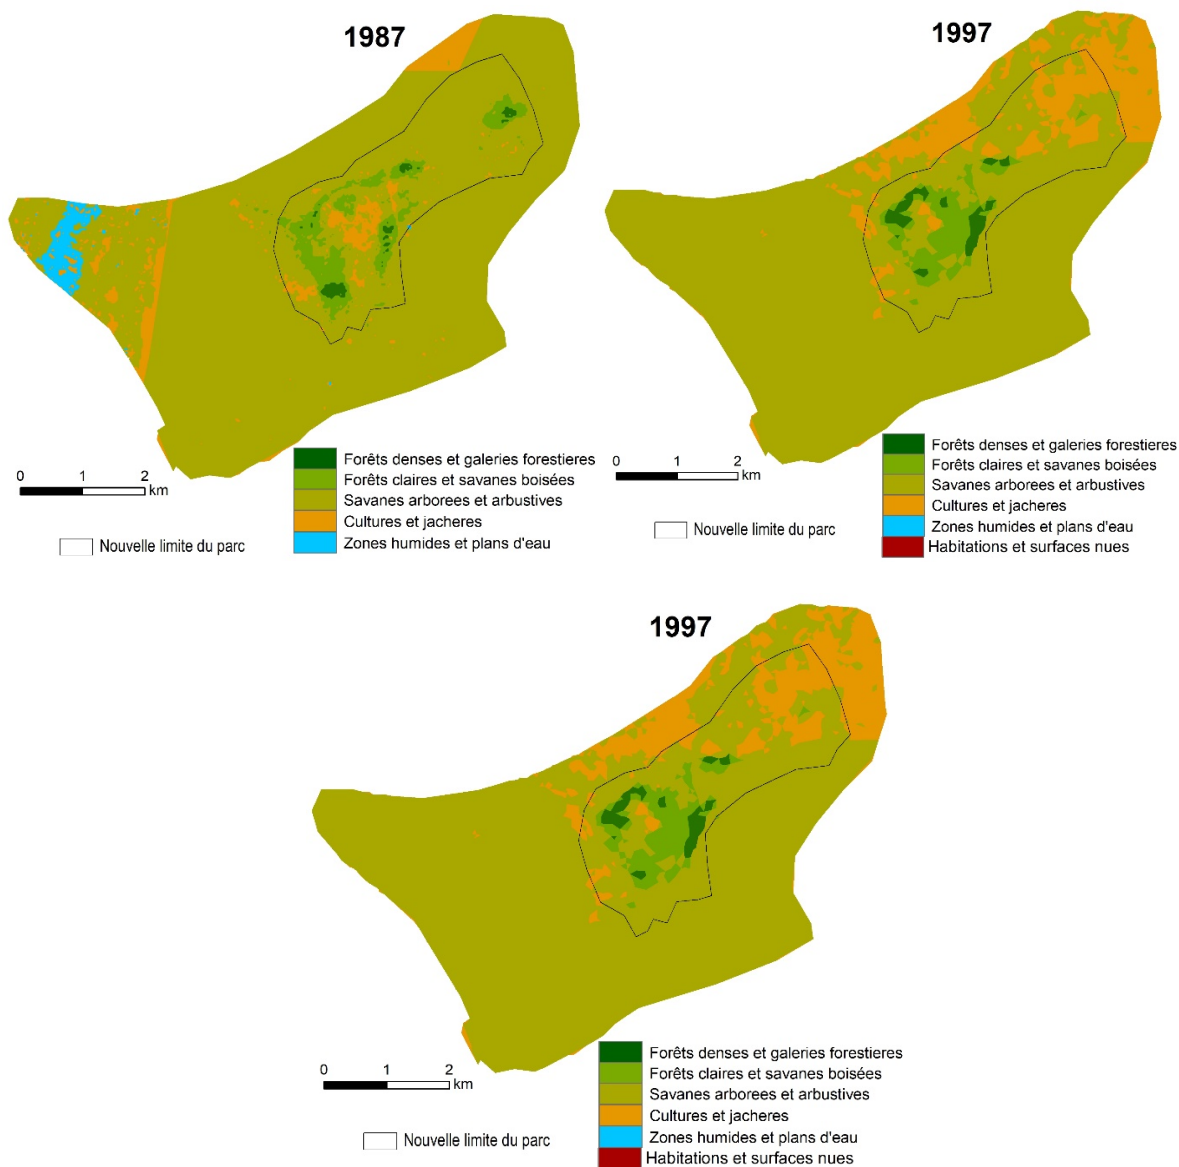 1987
0 1 2
km
Forêts denses et galeries forestieres
Forêts claires et savanes boisées
Savanes arborees et arbustives
Cultures et jacheres
Zones humides et plans d'eau
Nouvelle limite du parc
1997
0 1 2
km
Forêts denses et galeries forestieres
Forêts claires et savanes boisées
Savanes arborees et arbustives
Cultures et jacheres
Zones humides et plans d'eau
Habitations et surfaces nues
Nouvelle limite du parc
1997
0 1 2
km
Forêts denses et galeries forestieres
Forêts claires et savanes boisées
Savanes arborees et arbustives
Cultures et jacheres
Zones humides et plans d'eau
Habitations et surfaces nues
Nouvelle limite du parc